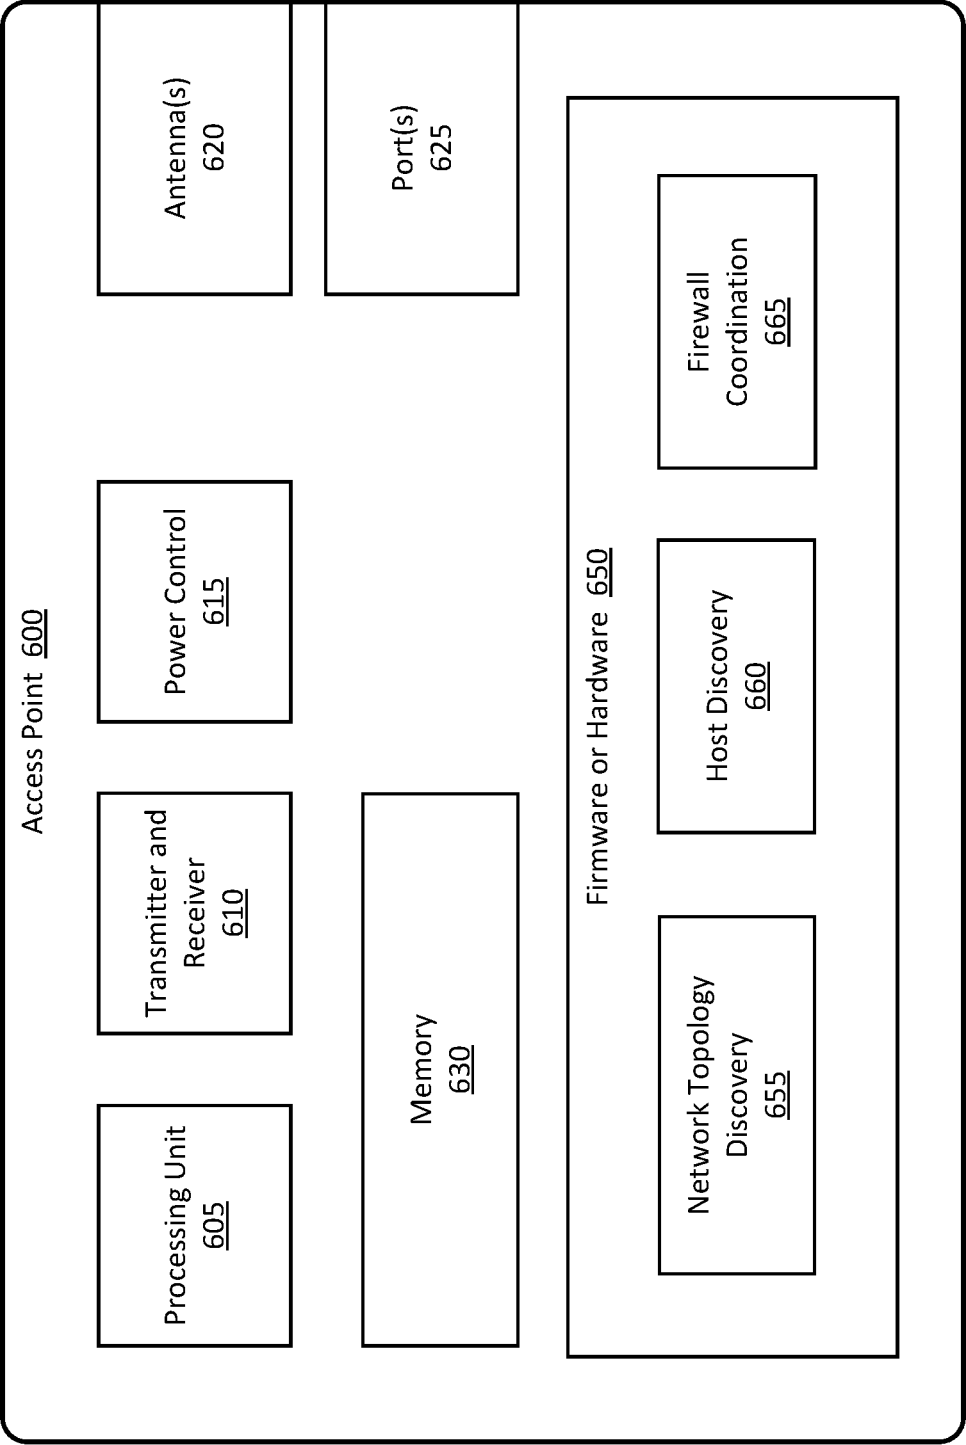 Access Point 600
Processing Unit
605
Transmitter and
Receiver
610
Power Control
615
Antenna(s)
620
Memory
630
Port(s)
625
Firmware or Hardware 650
Network Topology
Discovery
655
Host Discovery
660
Firewall
Coordination
665